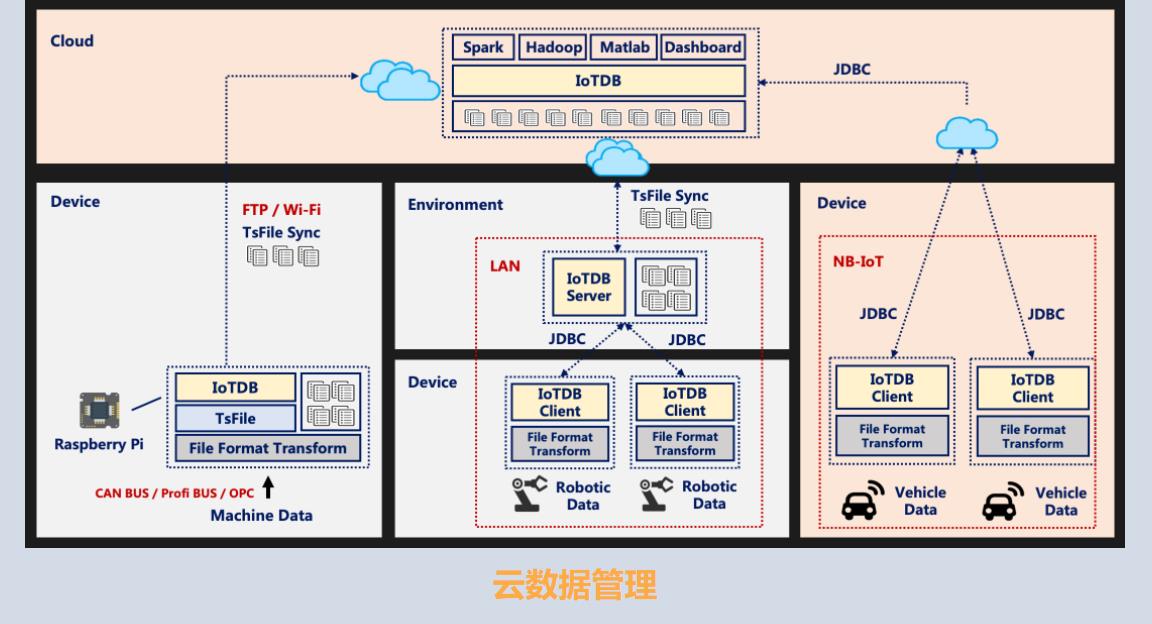 Cloud
Spark
Hadoop
Matlab
Dashboard
IoTDB
JDBC
Device
FTP / Wi-Fi
TsFile Sync
IoTDB
TsFile
File Format Transform
Raspberry Pi
CAN BUS / Profi BUS / OPC
Machine Data
Environment
TsFile Sync
LAN
IoTDB
Server
JDBC
JDBC
Device
IoTDB
Client
File Format
Transform
Robotic
Data
IoTDB
Client
File Format
Transform
Robotic
Data
Device
NB-IoT
JDBC
JDBC
IoTDB
Client
File Format
Transform
Vehicle
Data
IoTDB
Client
File Format
Transform
Vehicle
Data
云数据管理